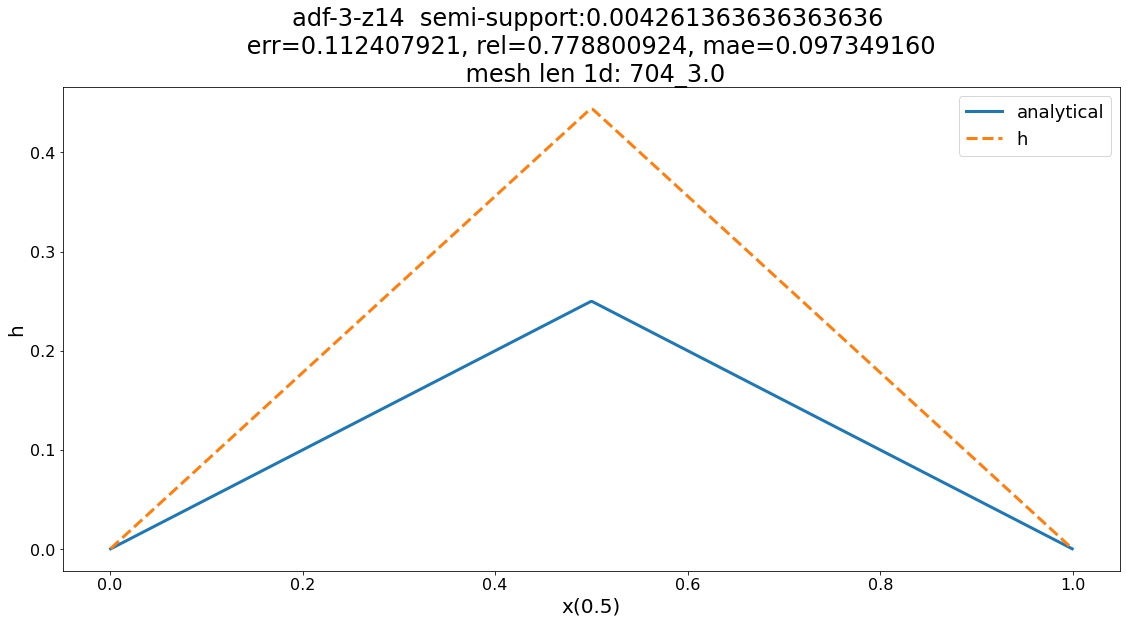 adf-3-z14  semi-support:0.004261363636363636
err=0.112407921, rel=0.778800924, mae=0.097349160
mesh len 1d: 704_3.0
analytical
h
0.4
0.3
0.2
0.1
0.0
h
0.0 0.2 0.4 0.6 0.8 1.0
x(0.5)